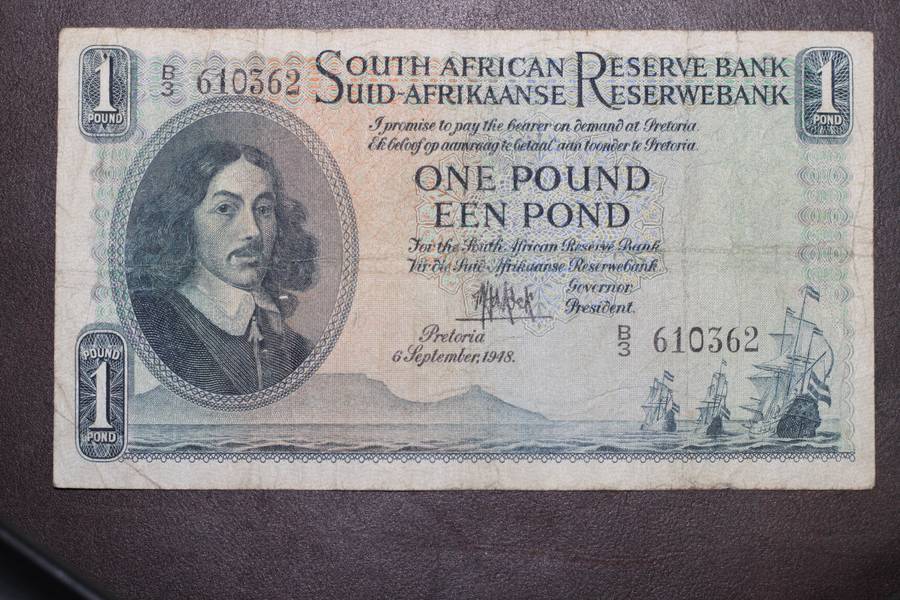 1 POUND
B/3 610362
SOUTH AFRICAN RESERVE BANK
SUID-AFRIKAANSE RESERWEBANK
1 POND
I promise to pay the bearer on demand at Pretoria.
Ek beloof op aanvraag te betaal aan toonder te Pretoria.
ONE POUND
EEN POND
For the South African Reserve Bank
Vir die Suid-Afrikaanse Reserwebank
Governor.
President.
Pretoria
6 September, 1948.
B/3 610362
POUND
1
POND